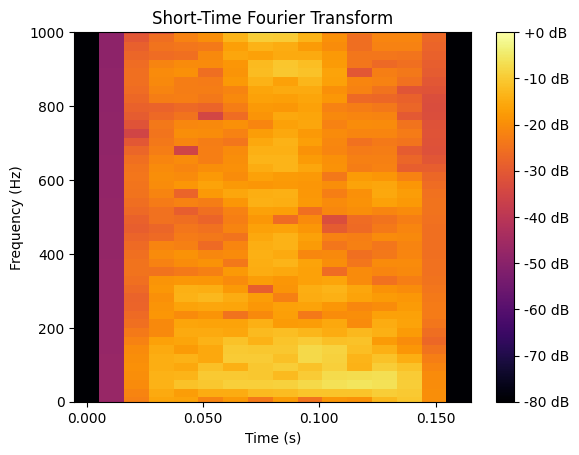 Short-Time Fourier Transform
1000
800
600
400
200
0
Frequency (Hz)
0.000
0.050
0.100
0.150
Time (s)
+0 dB
-10 dB
-20 dB
-30 dB
-40 dB
-50 dB
-60 dB
-70 dB
-80 dB